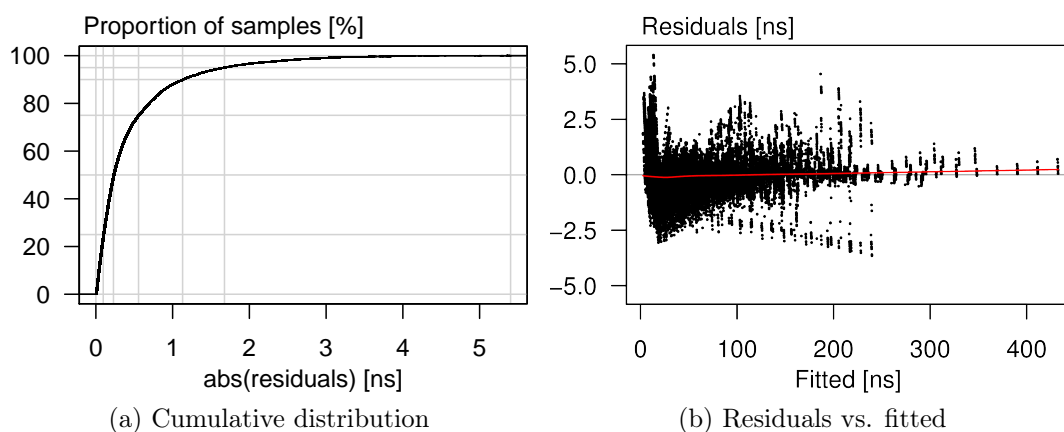 Proportion of samples [%]
100
80
60
40
20
0
0 1 2 3 4 5
abs(residuals) [ns]
(a) Cumulative distribution
Residuals [ns]
5.0
2.5
0.0
−2.5
−5.0
0 100 200 300 400
Fitted [ns]
(b) Residuals vs. fitted